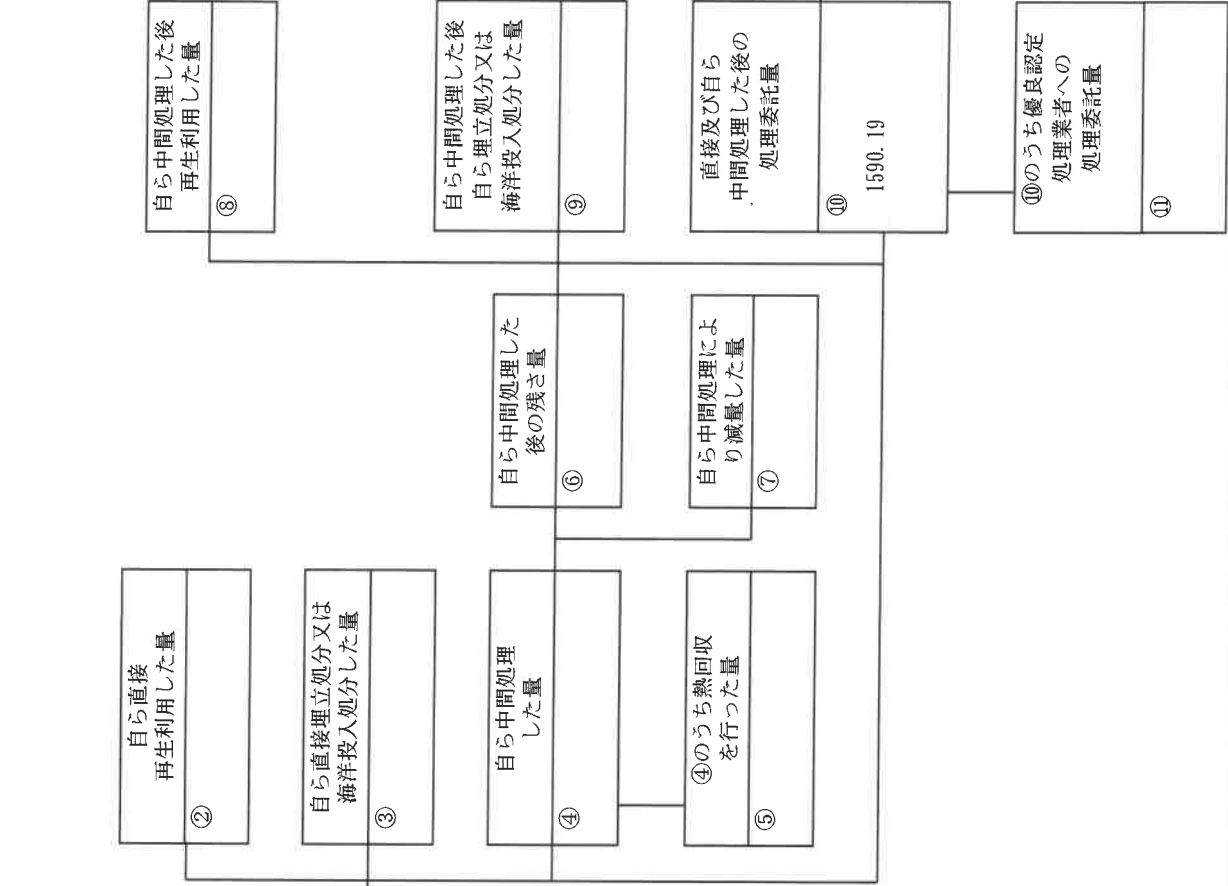 自ら直接
再生利用した量
②
自ら直接埋立処分又は
海洋投入処分した量
③
自ら中間処理
した量
④
④のうち熱回収
を行った量
⑤
自ら中間処理した
後の残さ量
⑥
自ら中間処理によ
り減量した量
⑦
自ら中間処理した後
再生利用した量
⑧
自ら中間処理した後
自ら埋立処分又は
海洋投入処分した量
⑨
直接及び自ら
中間処理した後の
処理委託量
⑩
1590.19
⑩のうち優良認定
処理業者への
処理委託量
⑪